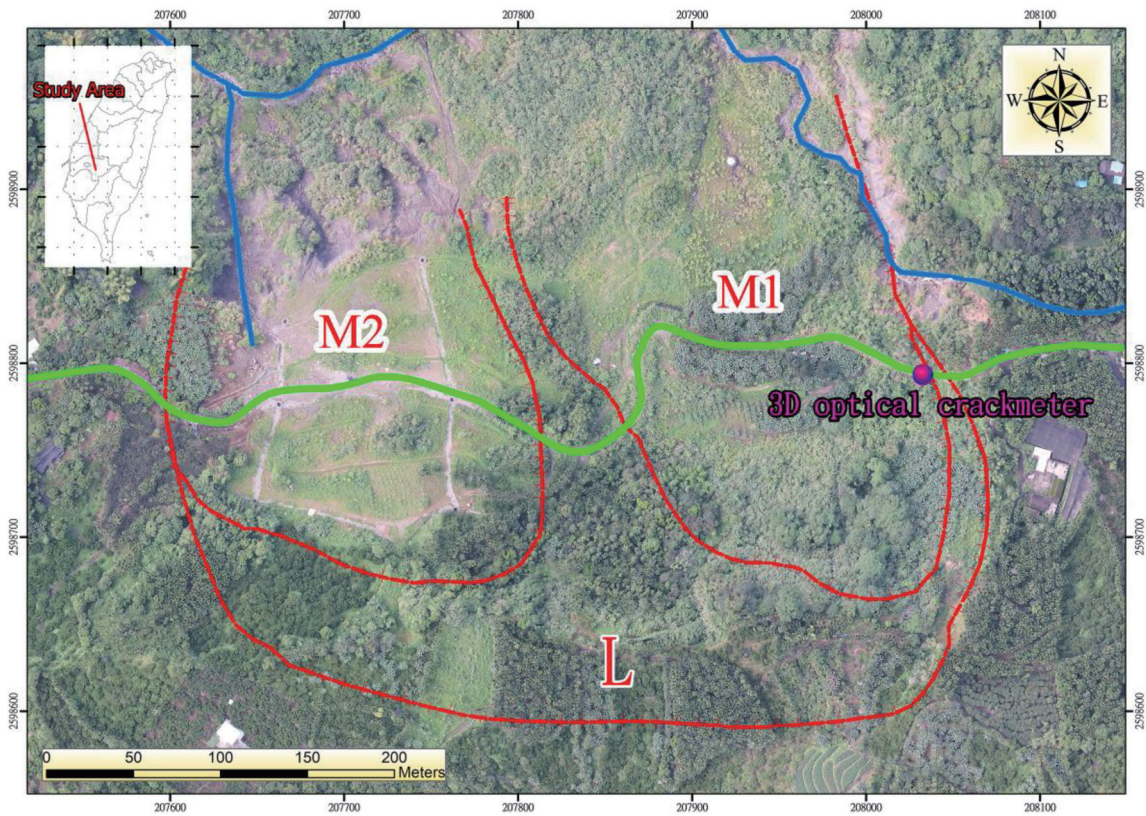 207600 207700 207800 207900 208000 208100
Study Area
N
W E
S
2598900 2598900
M1
M2
2598800 2598800
3D optical crackmeter
2598700 2598700
L
2598600 2598600
0 50 100 150 200
Meters
207600 207700 207800 207900 208000 208100